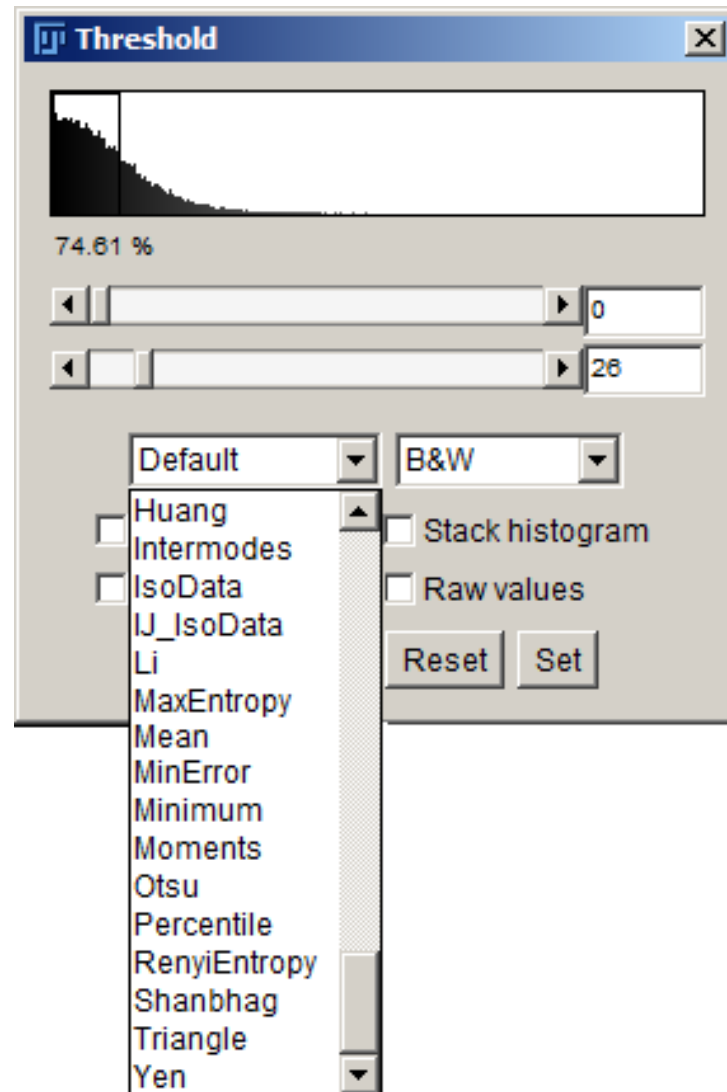 Threshold
74.61 %
0
26
Default
B&W
Huang
Intermodes
IsoData
IJ_IsoData
Li
MaxEntropy
Mean
MinError
Minimum
Moments
Otsu
Percentile
RenyiEntropy
Shanbhag
Triangle
Yen
Stack histogram
Raw values
Reset
Set